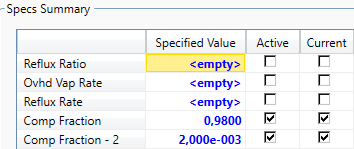 Specs Summary
Specified Value Active Current
Reflux Ratio <empty>
Ovhd Vap Rate <empty>
Reflux Rate <empty>
Comp Fraction 0,9800
Comp Fraction - 2 2,000e-003